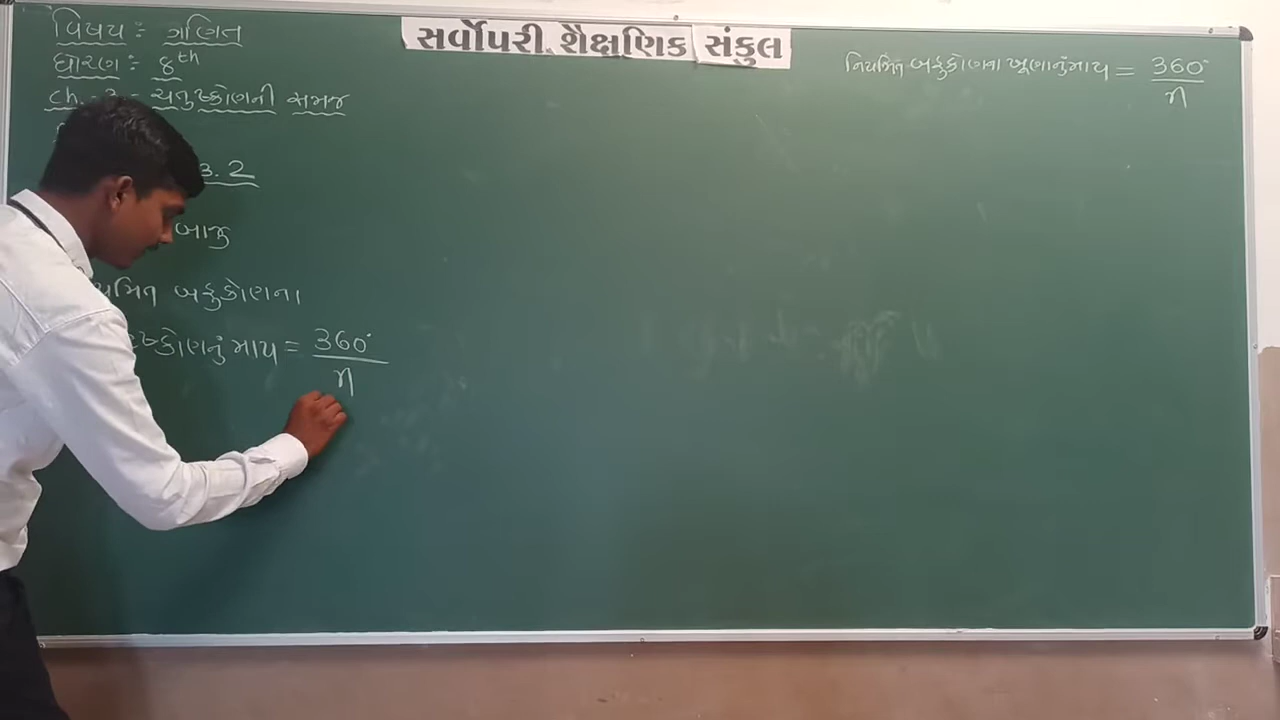 સર્વોપરી શૈક્ષણિક સંકુલ
વિષય : ગણિત
ધોરણ : 8th
ch. - ચતુષ્કોણની સમજ
3.2
બાજુ
બહુકોણના
માપ = 360° / n
નિયમિત બહુકોણના ખૂણાનું માપ = 360° / n